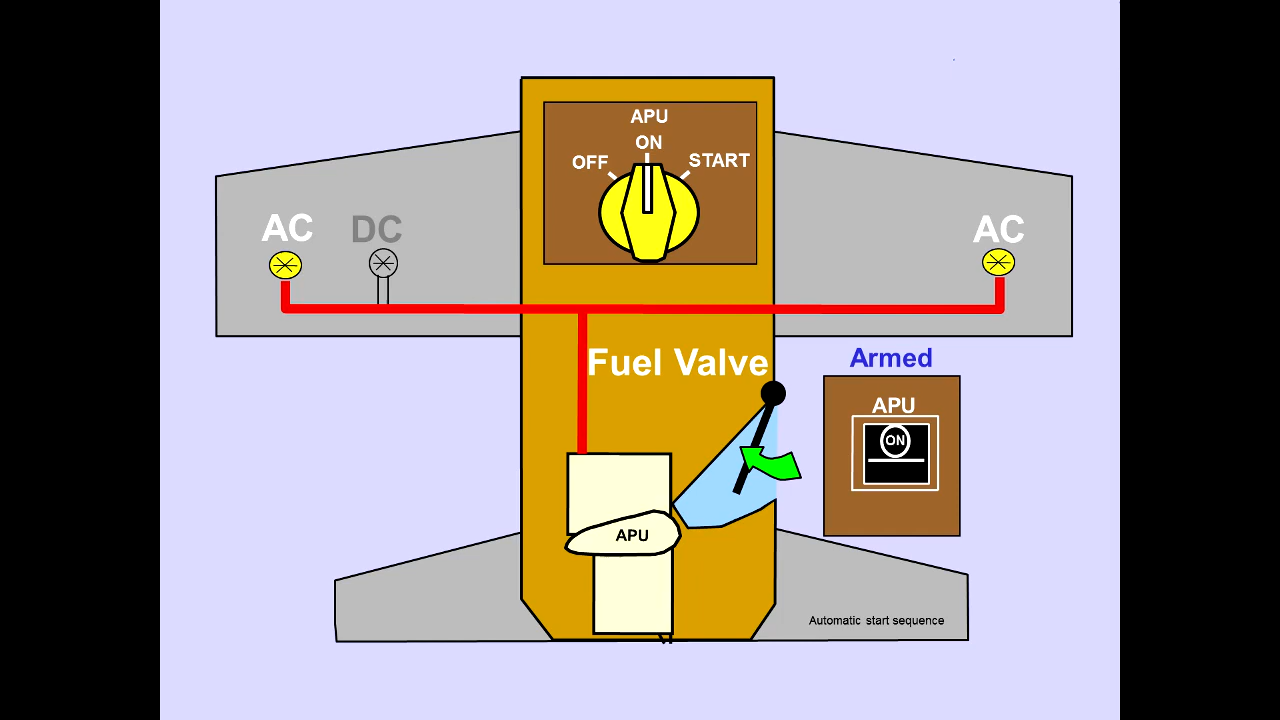 APU
ON
OFF
START
AC
DC
AC
Fuel Valve
Armed
APU
ON
APU
Automatic start sequence